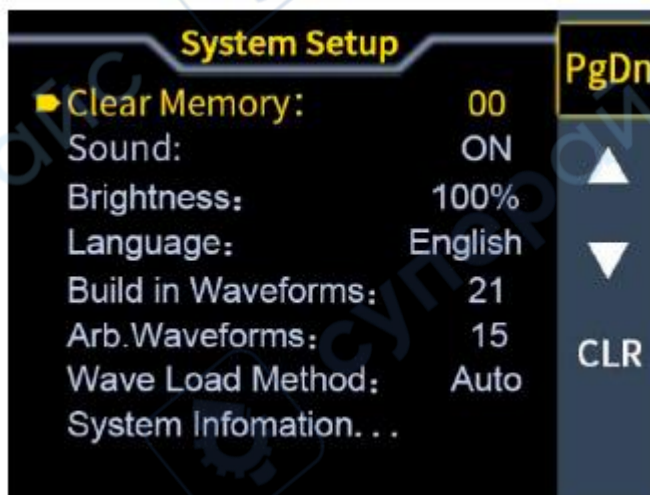 System Setup
PgDn
Clear Memory: 00
Sound: ON
Brightness: 100%
Language: English
Build in Waveforms: 21
Arb.Waveforms: 15
CLR
Wave Load Method: Auto
System Infomation...